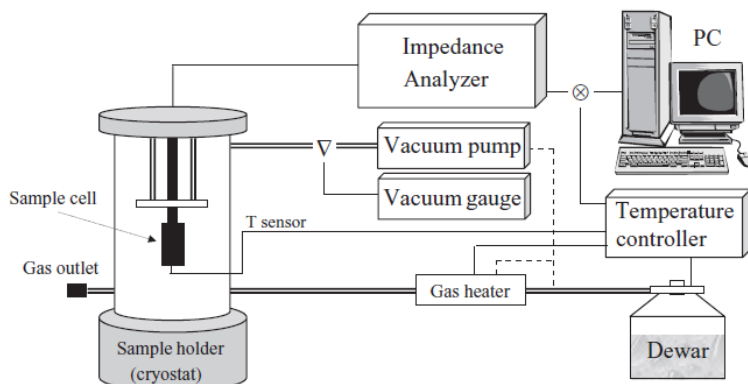 Impedance
Analyzer
PC
Vacuum pump
Vacuum gauge
Sample cell
T sensor
Temperature
controller
Gas outlet
Gas heater
Sample holder
(cryostat)
Dewar